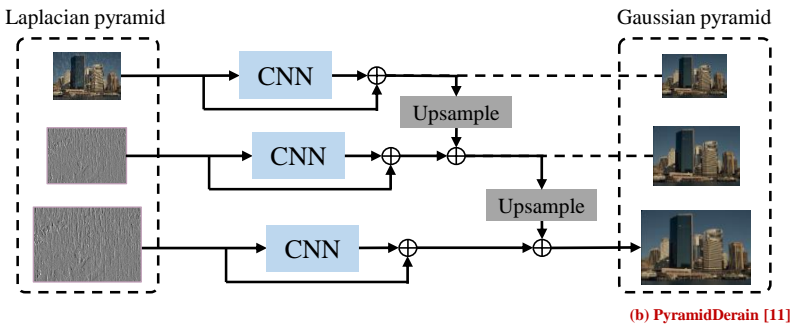 Laplacian pyramid
Gaussian pyramid
CNN
Upsample
CNN
Upsample
CNN
(b) PyramidDerain [11]